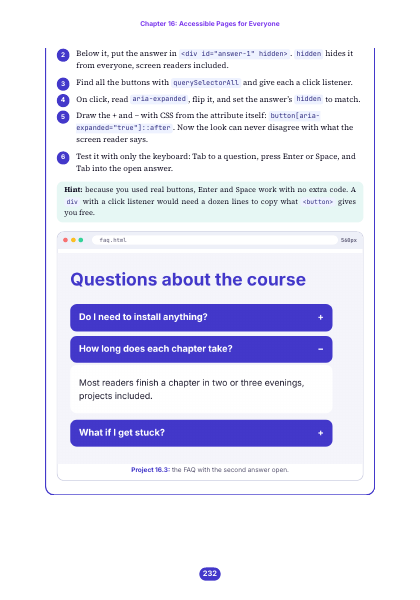 Chapter 16: Accessible Pages for Everyone
2 Below it, put the answer in <div id="answer-1" hidden>. hidden hides it
from everyone, screen readers included.
3 Find all the buttons with querySelectorAll and give each a click listener.
4 On click, read aria-expanded, flip it, and set the answer's hidden to match.
5 Draw the + and – with CSS from the attribute itself: button[aria-
expanded="true"]::after. Now the look can never disagree with what the
screen reader says.
6 Test it with only the keyboard: Tab to a question, press Enter or Space, and
Tab into the open answer.
Hint: because you used real buttons, Enter and Space work with no extra code. A
div with a click listener would need a dozen lines to copy what <button> gives
you free.
faq.html 560px
Questions about the course
Do I need to install anything? +
How long does each chapter take? –
Most readers finish a chapter in two or three evenings,
projects included.
What if I get stuck? +
Project 16.3: the FAQ with the second answer open.
232